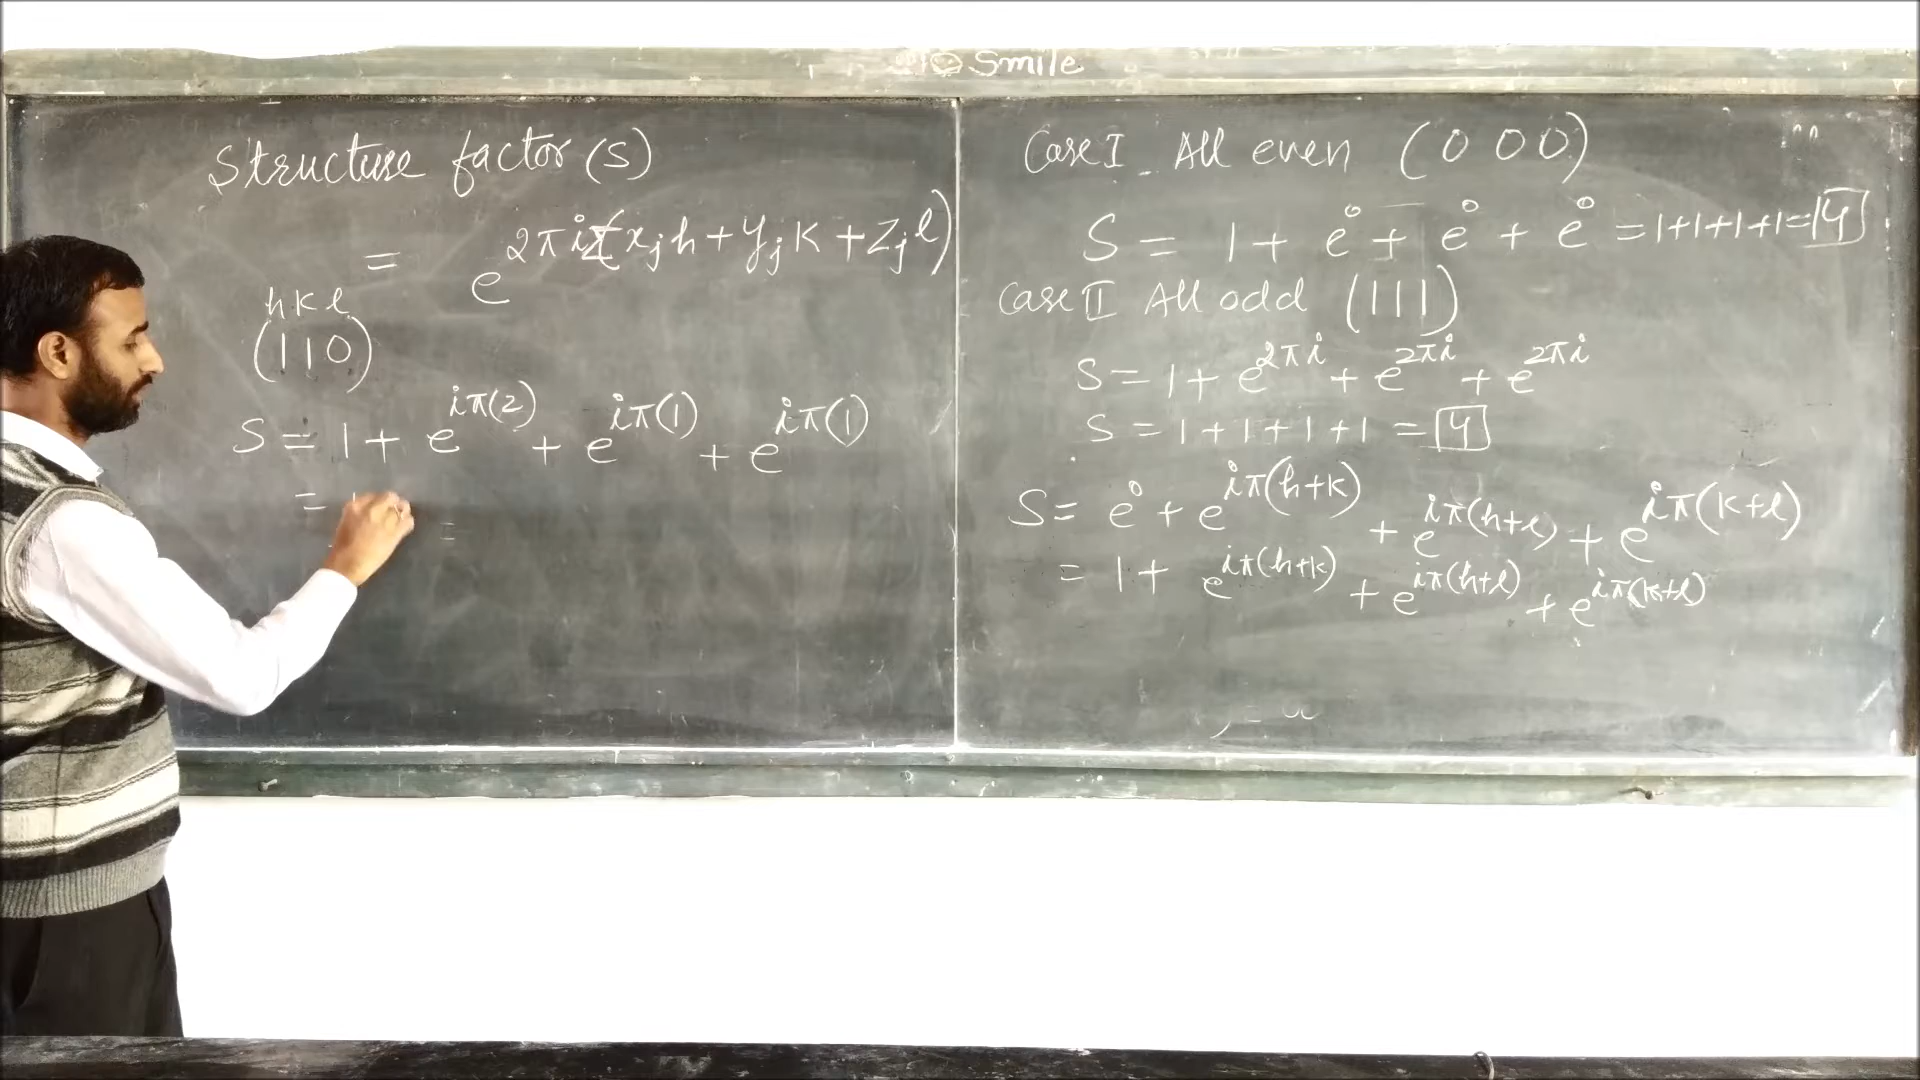 ☺ Smile
Structure factor (S)
= e^{2πiΣ(x_j h + y_j k + z_j l)}
h k l
(110)
S = 1 + e^{iπ(2)} + e^{iπ(1)} + e^{iπ(1)}
=
=
Case I All even (0 0 0)
S = 1 + e^0 + e^0 + e^0 = 1+1+1+1 = 4
Case II All odd (111)
S = 1 + e^{2πi} + e^{2πi} + e^{2πi}
S = 1 + 1 + 1 + 1 = 4
S = e^0 + e^{iπ(h+k)} + e^{iπ(h+l)} + e^{iπ(k+l)}
= 1 + e^{iπ(h+k)} + e^{iπ(h+l)} + e^{iπ(k+l)}